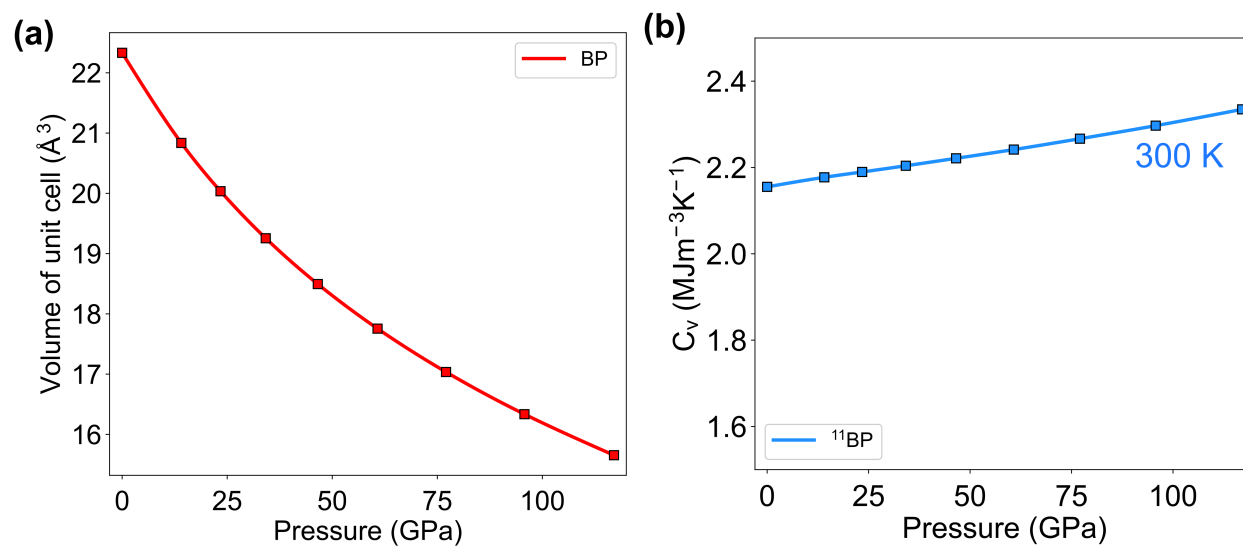 (a)
BP
Volume of unit cell (Å³)
22
21
20
19
18
17
16
0 25 50 75 100
Pressure (GPa)
(b)
300 K
Cᵥ (MJm⁻³K⁻¹)
2.4
2.2
2.0
1.8
1.6
¹¹BP
0 25 50 75 100
Pressure (GPa)